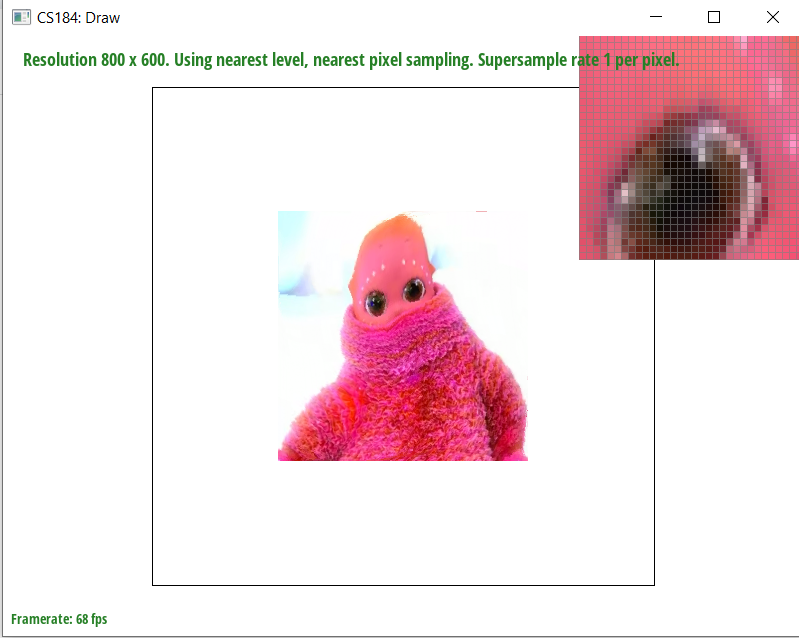 CS184: Draw
Resolution 800 x 600. Using nearest level, nearest pixel sampling. Supersample rate 1 per pixel.
Framerate: 68 fps